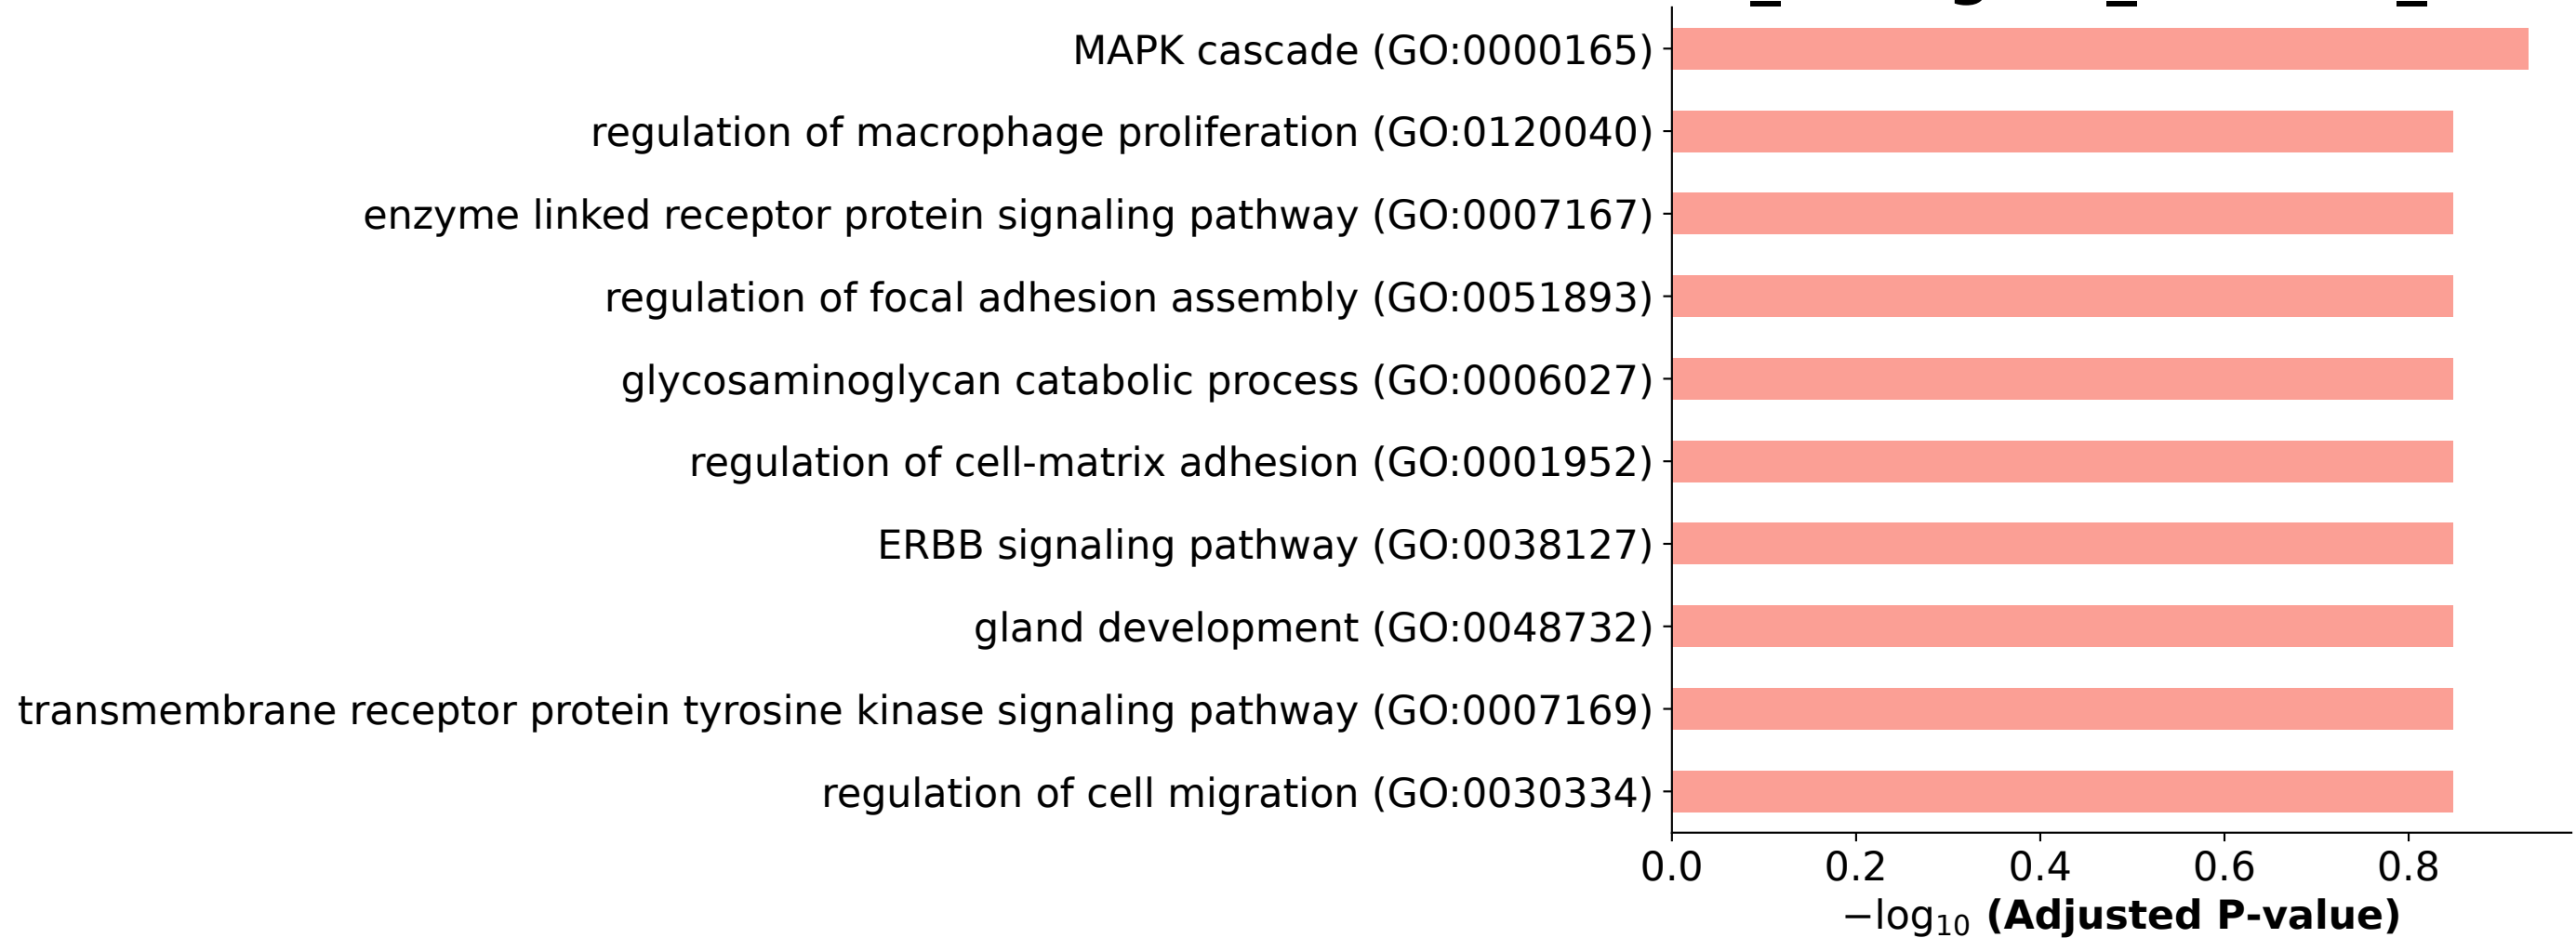 MAPK cascade (GO:0000165)
regulation of macrophage proliferation (GO:0120040)
enzyme linked receptor protein signaling pathway (GO:0007167)
regulation of focal adhesion assembly (GO:0051893)
glycosaminoglycan catabolic process (GO:0006027)
regulation of cell-matrix adhesion (GO:0001952)
ERBB signaling pathway (GO:0038127)
gland development (GO:0048732)
transmembrane receptor protein tyrosine kinase signaling pathway (GO:0007169)
regulation of cell migration (GO:0030334)
0.0 0.2 0.4 0.6 0.8
−log₁₀ (Adjusted P-value)